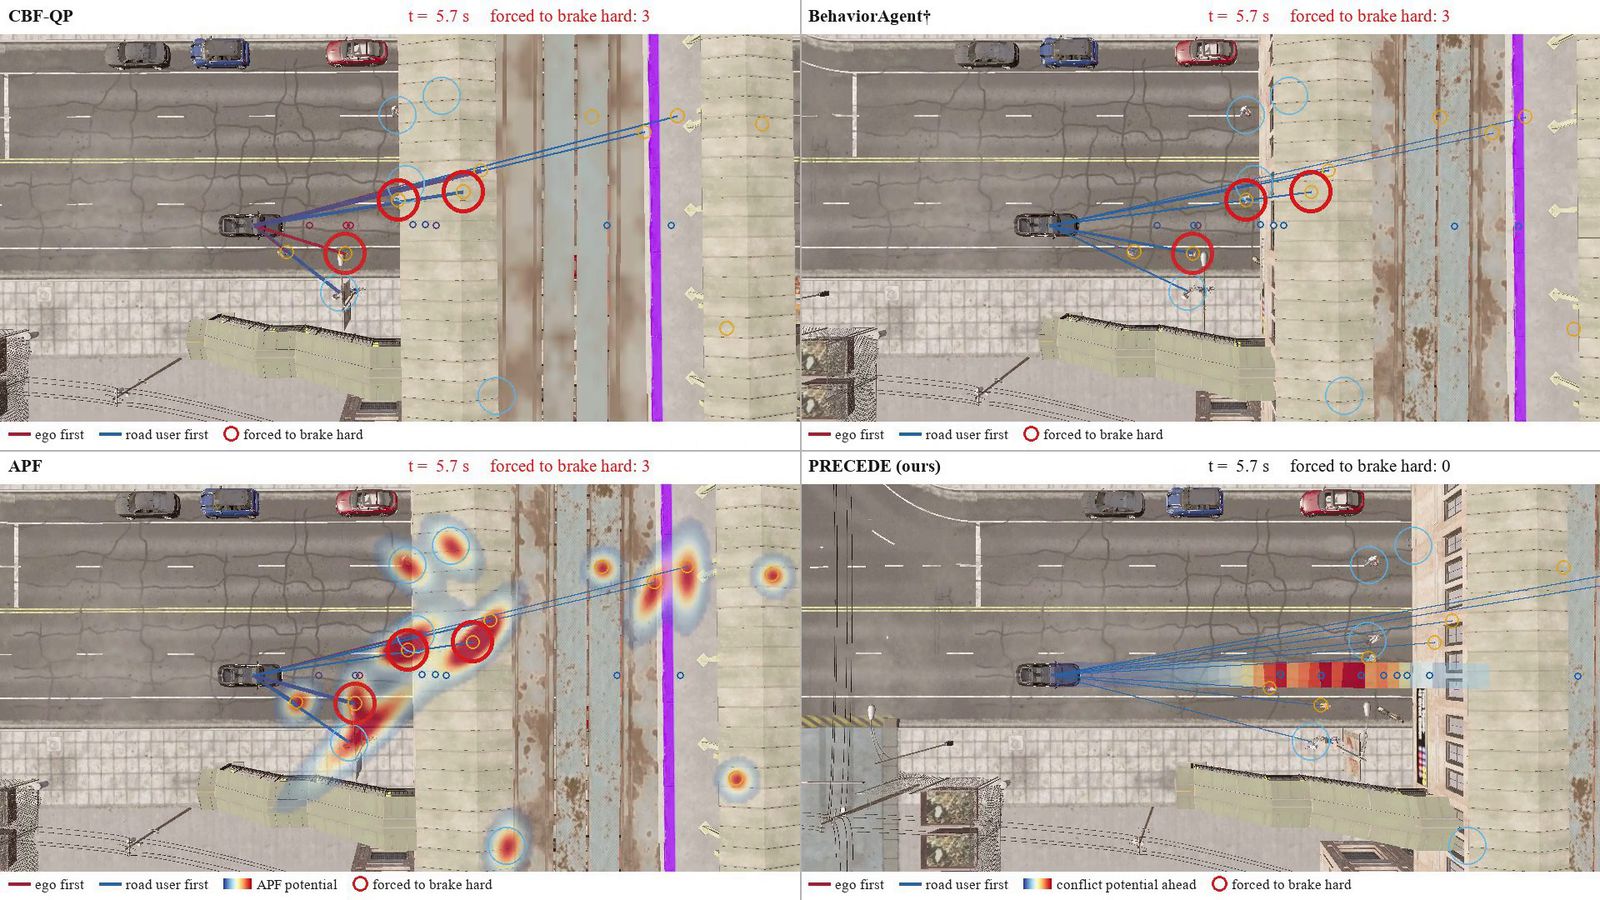 CBF-QP t = 5.7 s forced to brake hard: 3
BehaviorAgent† t = 5.7 s forced to brake hard: 3
ego first road user first forced to brake hard
ego first road user first forced to brake hard
APF t = 5.7 s forced to brake hard: 3
PRECEDE (ours) t = 5.7 s forced to brake hard: 0
ego first road user first APF potential forced to brake hard
ego first road user first conflict potential ahead forced to brake hard